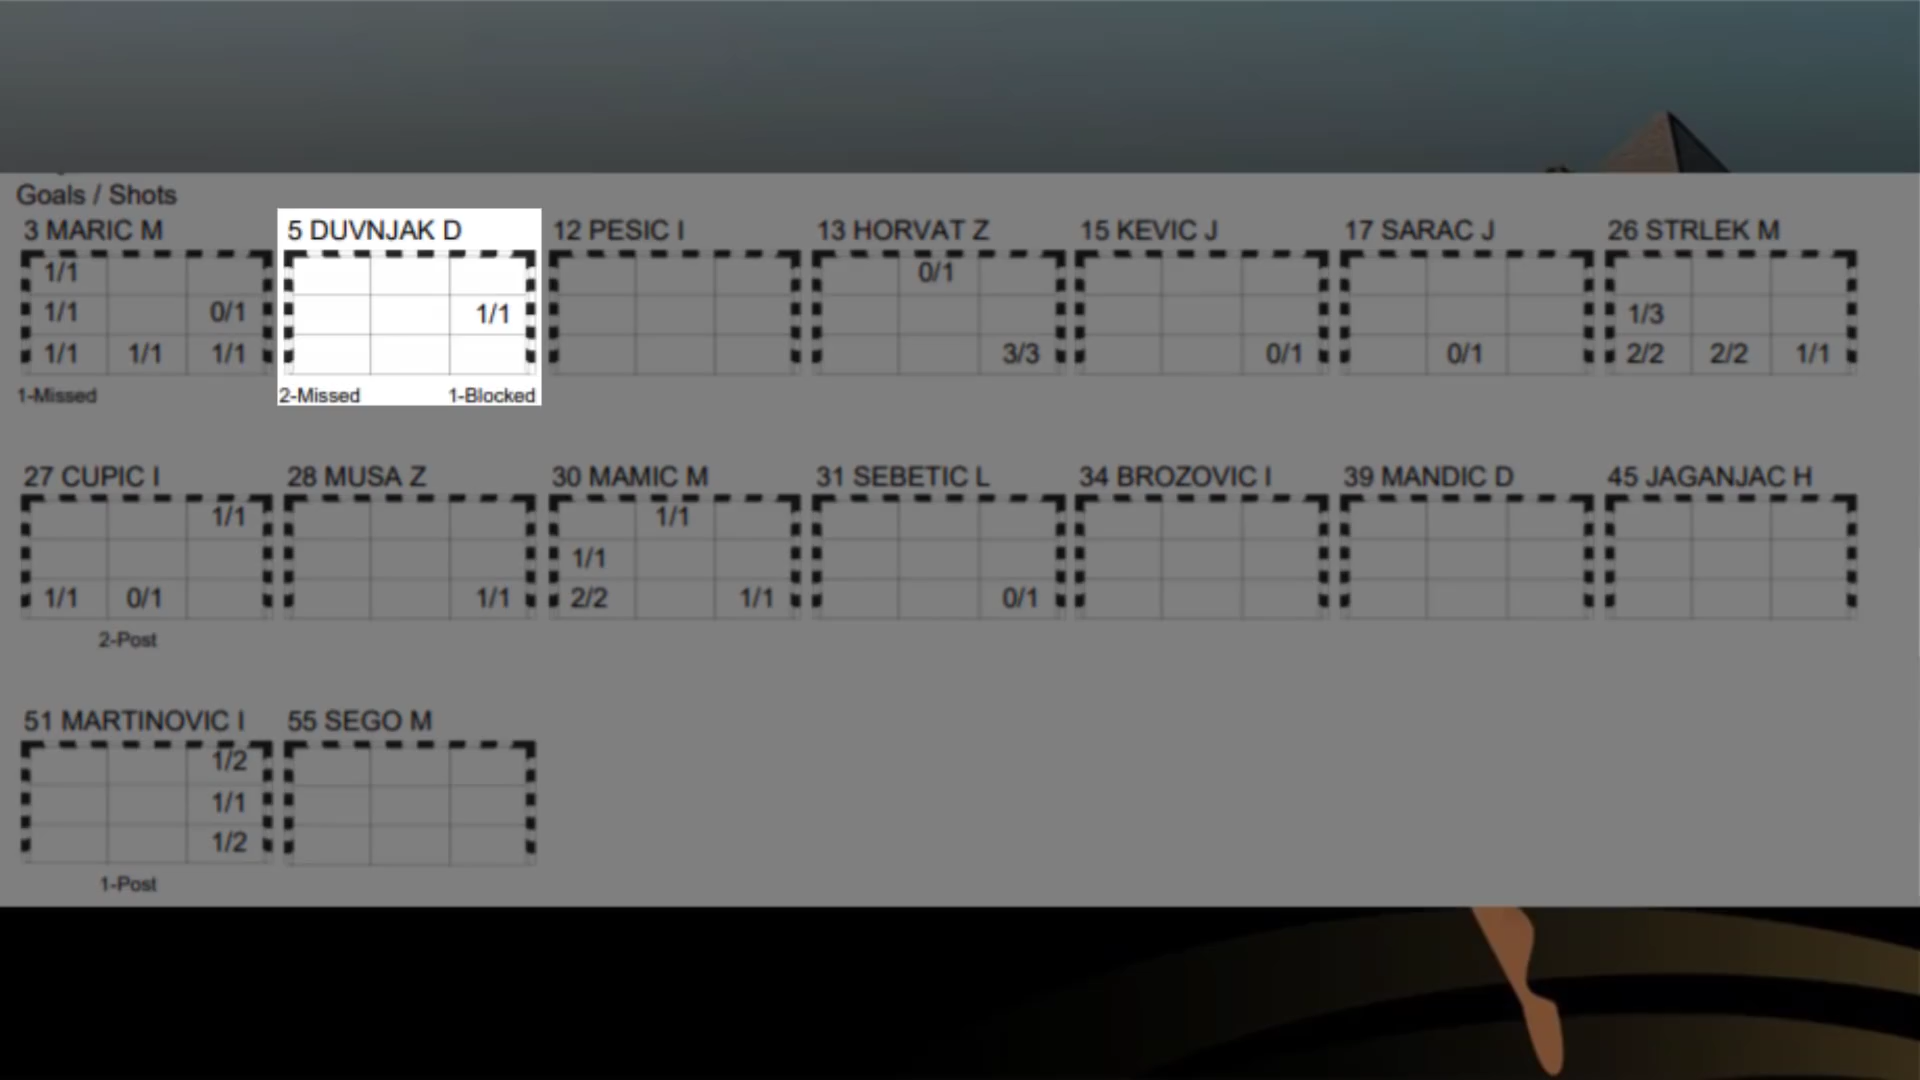 Goals / Shots
3 MARIC M 5 DUVNJAK D 12 PESIC I 13 HORVAT Z 15 KEVIC J 17 SARAC J 26 STRLEK M
1/1 0/1
1/1 0/1 1/1 1/3
1/1 1/1 1/1 3/3 0/1 0/1 2/2 2/2 1/1
1-Missed 2-Missed 1-Blocked
27 CUPIC I 28 MUSA Z 30 MAMIC M 31 SEBETIC L 34 BROZOVIC I 39 MANDIC D 45 JAGANJAC H
1/1 1/1
1/1
1/1 0/1 1/1 2/2 1/1 0/1
2-Post
51 MARTINOVIC I 55 SEGO M
1/2
1/1
1/2
1-Post